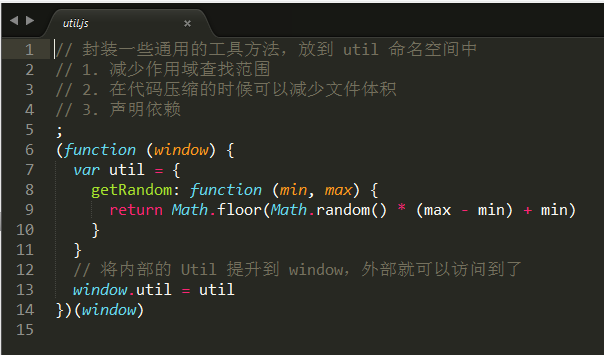 util.js
1 // 封装一些通用的工具方法，放到 util 命名空间中
2 // 1. 减少作用域查找范围
3 // 2. 在代码压缩的时候可以减少文件体积
4 // 3. 声明依赖
5 ;
6 (function (window) {
7 var util = {
8 getRandom: function (min, max) {
9 return Math.floor(Math.random() * (max - min) + min)
10 }
11 }
12 // 将内部的 Util 提升到 window，外部就可以访问到了
13 window.util = util
14 })(window)
15